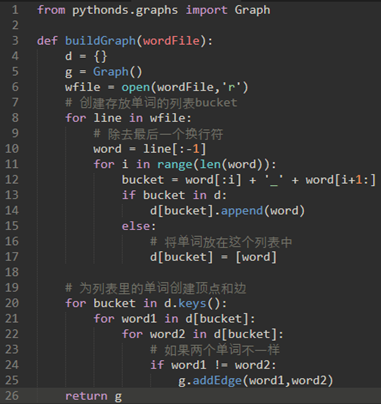 1 from pythonds.graphs import Graph
2
3 def buildGraph(wordFile):
4     d = {}
5     g = Graph()
6     wfile = open(wordFile,'r')
7     # 创建存放单词的列表bucket
8     for line in wfile:
9         # 除去最后一个换行符
10         word = line[:-1]
11         for i in range(len(word)):
12             bucket = word[:i] + '_' + word[i+1:]
13             if bucket in d:
14                 d[bucket].append(word)
15             else:
16                 # 将单词放在这个列表中
17                 d[bucket] = [word]
18
19     # 为列表里的单词创建顶点和边
20     for bucket in d.keys():
21         for word1 in d[bucket]:
22             for word2 in d[bucket]:
23                 # 如果两个单词不一样
24                 if word1 != word2:
25                     g.addEdge(word1,word2)
26     return g